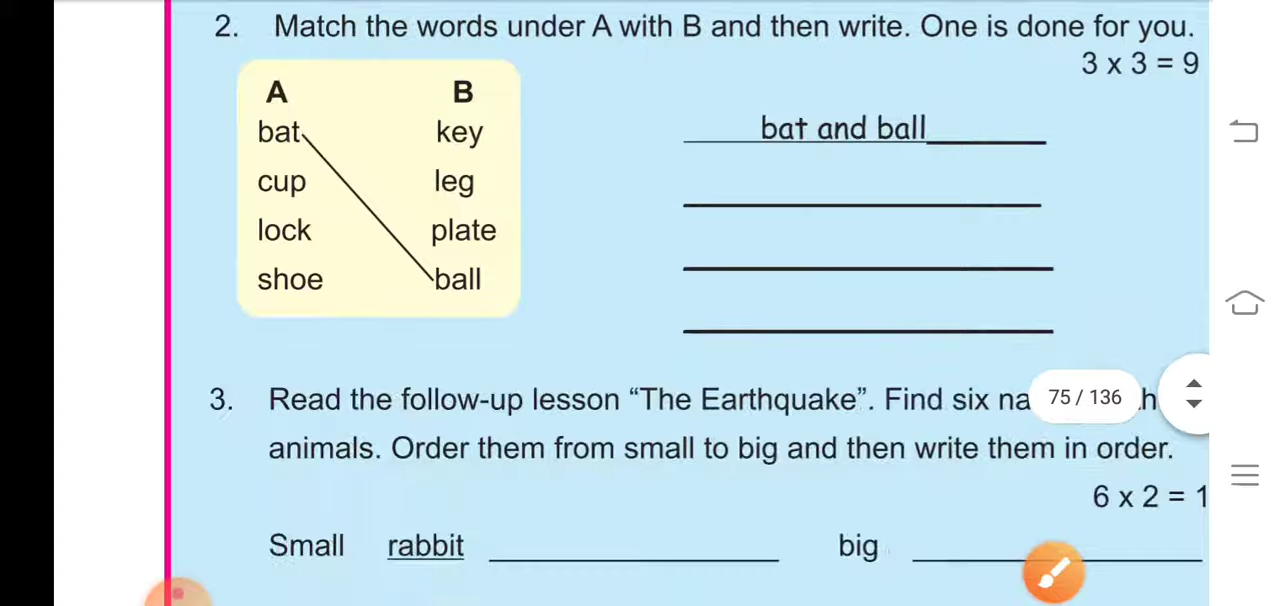 2. Match the words under A with B and then write. One is done for you.
3 x 3 = 9
A B
bat key
cup leg
lock plate
shoe ball
bat and ball
3. Read the follow-up lesson “The Earthquake”. Find six
75 / 136
animals. Order them from small to big and then write them in order.
6 x 2 = 1
Small rabbit big